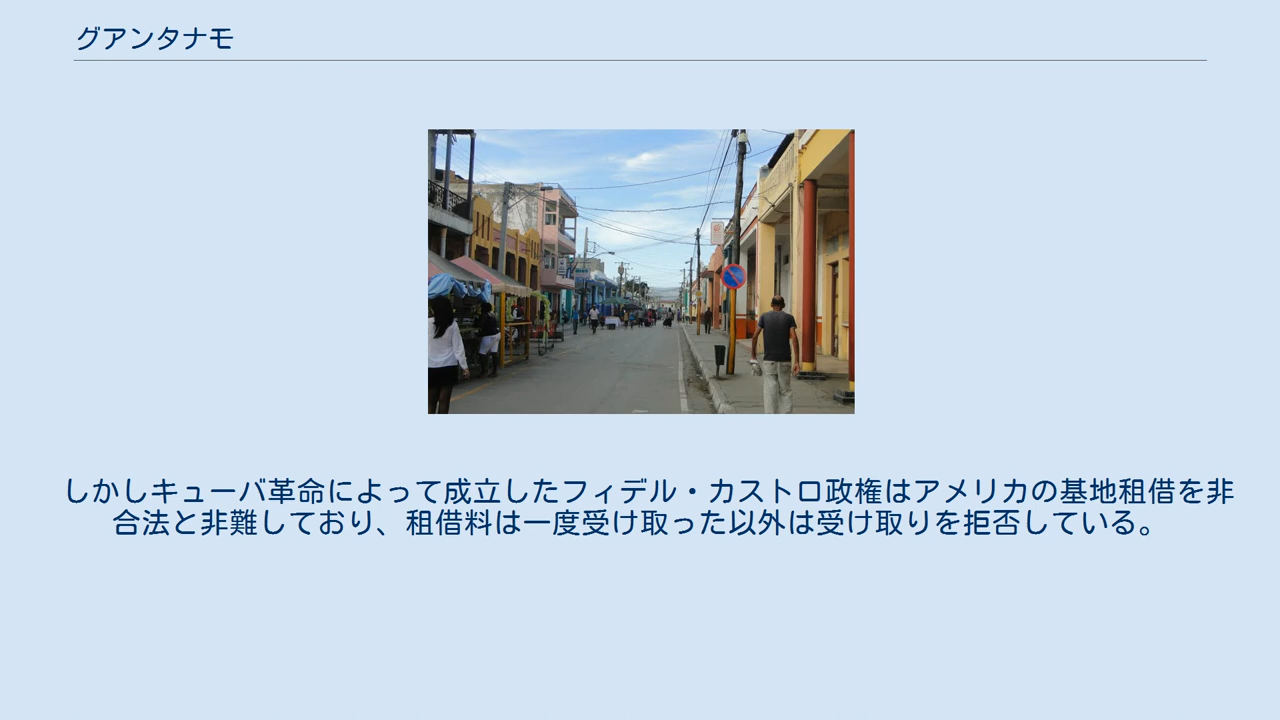 グアンタナモ
しかしキューバ革命によって成立したフィデル・カストロ政権はアメリカの基地租借を非
合法と非難しており、租借料は一度受け取った以外は受け取りを拒否している。